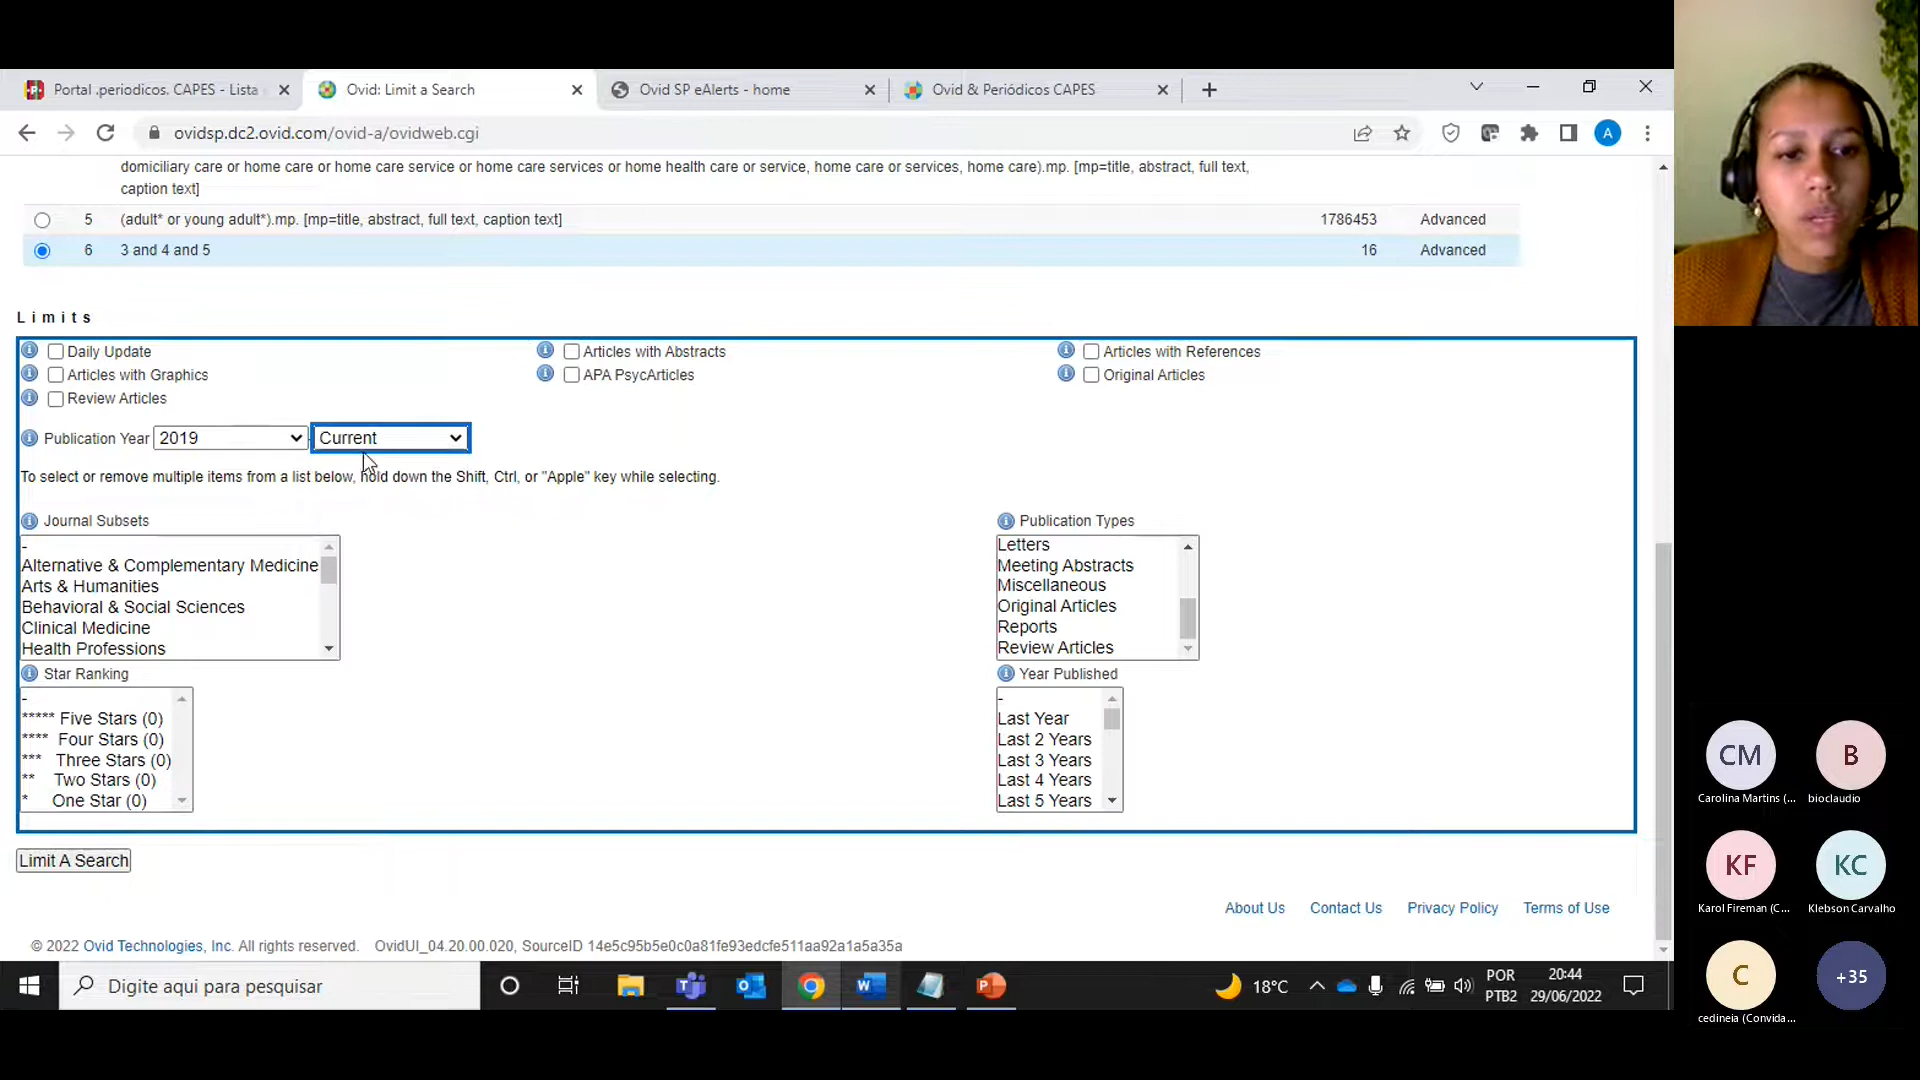 Portal .periodicos. CAPES - Lista
Ovid: Limit a Search
Ovid SP eAlerts - home
Ovid & Periódicos CAPES
ovidsp.dc2.ovid.com/ovid-a/ovidweb.cgi
A
domiciliary care or home care or home care service or home care services or home health care or service, home care or services, home care).mp. [mp=title, abstract, full text,
caption text]
5 (adult* or young adult*).mp. [mp=title, abstract, full text, caption text] 1786453 Advanced
6 3 and 4 and 5 16 Advanced
Limits
Daily Update Articles with Abstracts Articles with References
Articles with Graphics APA PsycArticles Original Articles
Review Articles
Publication Year 2019 Current
To select or remove multiple items from a list below, hold down the Shift, Ctrl, or "Apple" key while selecting.
Journal Subsets
-
Alternative & Complementary Medicine
Arts & Humanities
Behavioral & Social Sciences
Clinical Medicine
Health Professions
Publication Types
Letters
Meeting Abstracts
Miscellaneous
Original Articles
Reports
Review Articles
Star Ranking
-
***** Five Stars (0)
**** Four Stars (0)
*** Three Stars (0)
** Two Stars (0)
* One Star (0)
Year Published
-
Last Year
Last 2 Years
Last 3 Years
Last 4 Years
Last 5 Years
Limit A Search
About Us Contact Us Privacy Policy Terms of Use
© 2022 Ovid Technologies, Inc. All rights reserved. OvidUI_04.20.00.020, SourceID 14e5c95b5e0c0a81fe93edcfe511aa92a1a5a35a
Digite aqui para pesquisar
18°C
POR
PTB2
20:44
29/06/2022
CM
Carolina Martins (...
B
bioclaudio
KF
Karol Fireman (C...
KC
Klebson Carvalho
C
cedineia (Convida...
+35